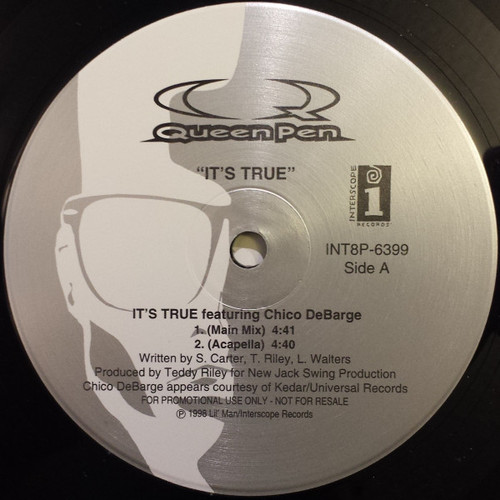 Queen Pen
"IT'S TRUE"
INTERSCOPE
RECORDS
INT8P-6399
Side A
IT'S TRUE featuring Chico DeBarge
1. (Main Mix) 4:41
2. (Acapella) 4:40
Written by S. Carter, T. Riley, L. Walters
Produced by Teddy Riley for New Jack Swing Production
Chico DeBarge appears courtesy of Kedar/Universal Records
FOR PROMOTIONAL USE ONLY - NOT FOR RESALE
℗ 1998 Lil' Man/Interscope Records